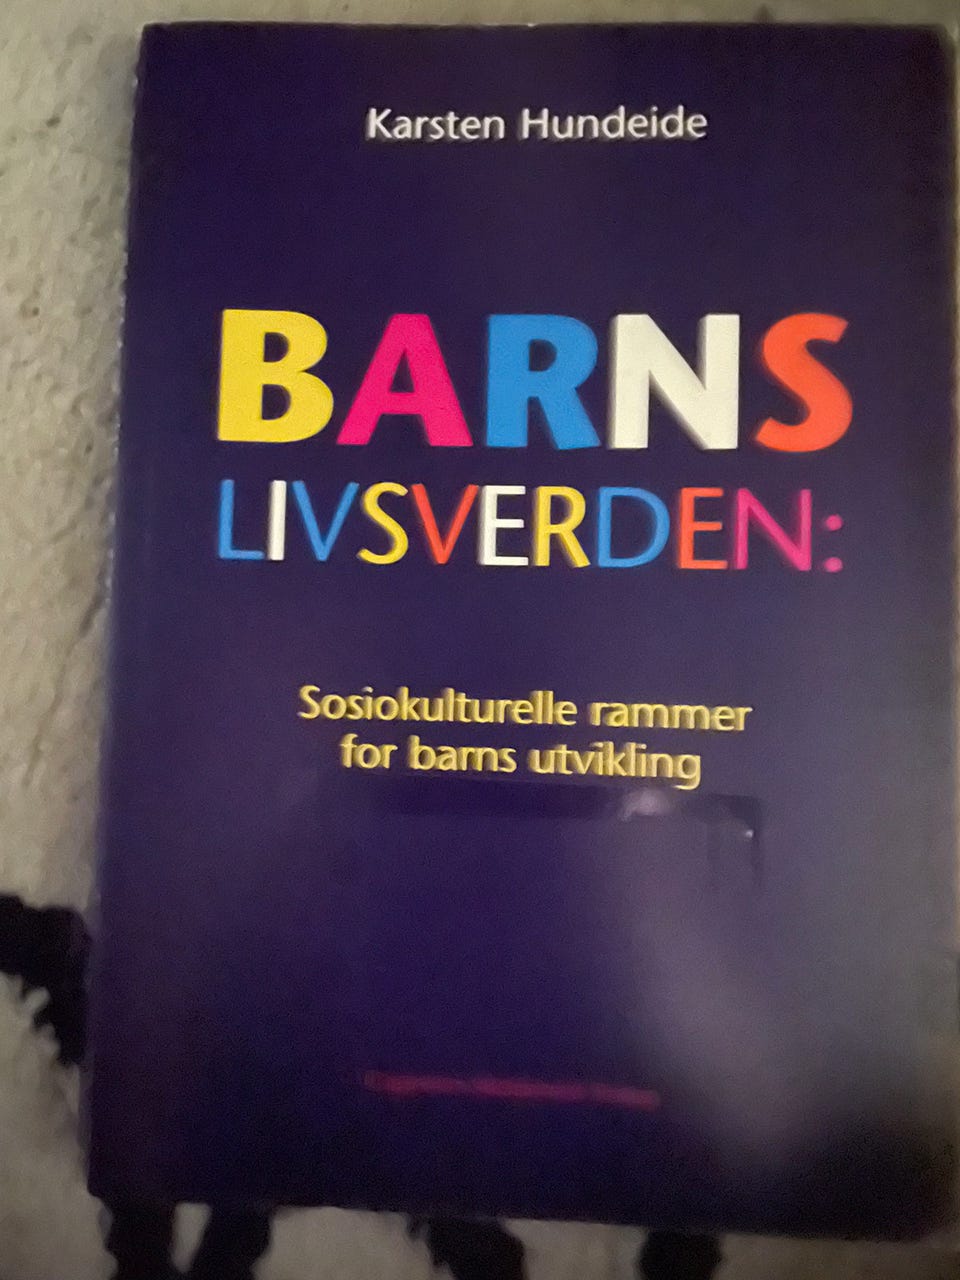 Karsten Hundeide
BARNS
LIVSVERDEN:
Sosiokulturelle rammer
for barns utvikling